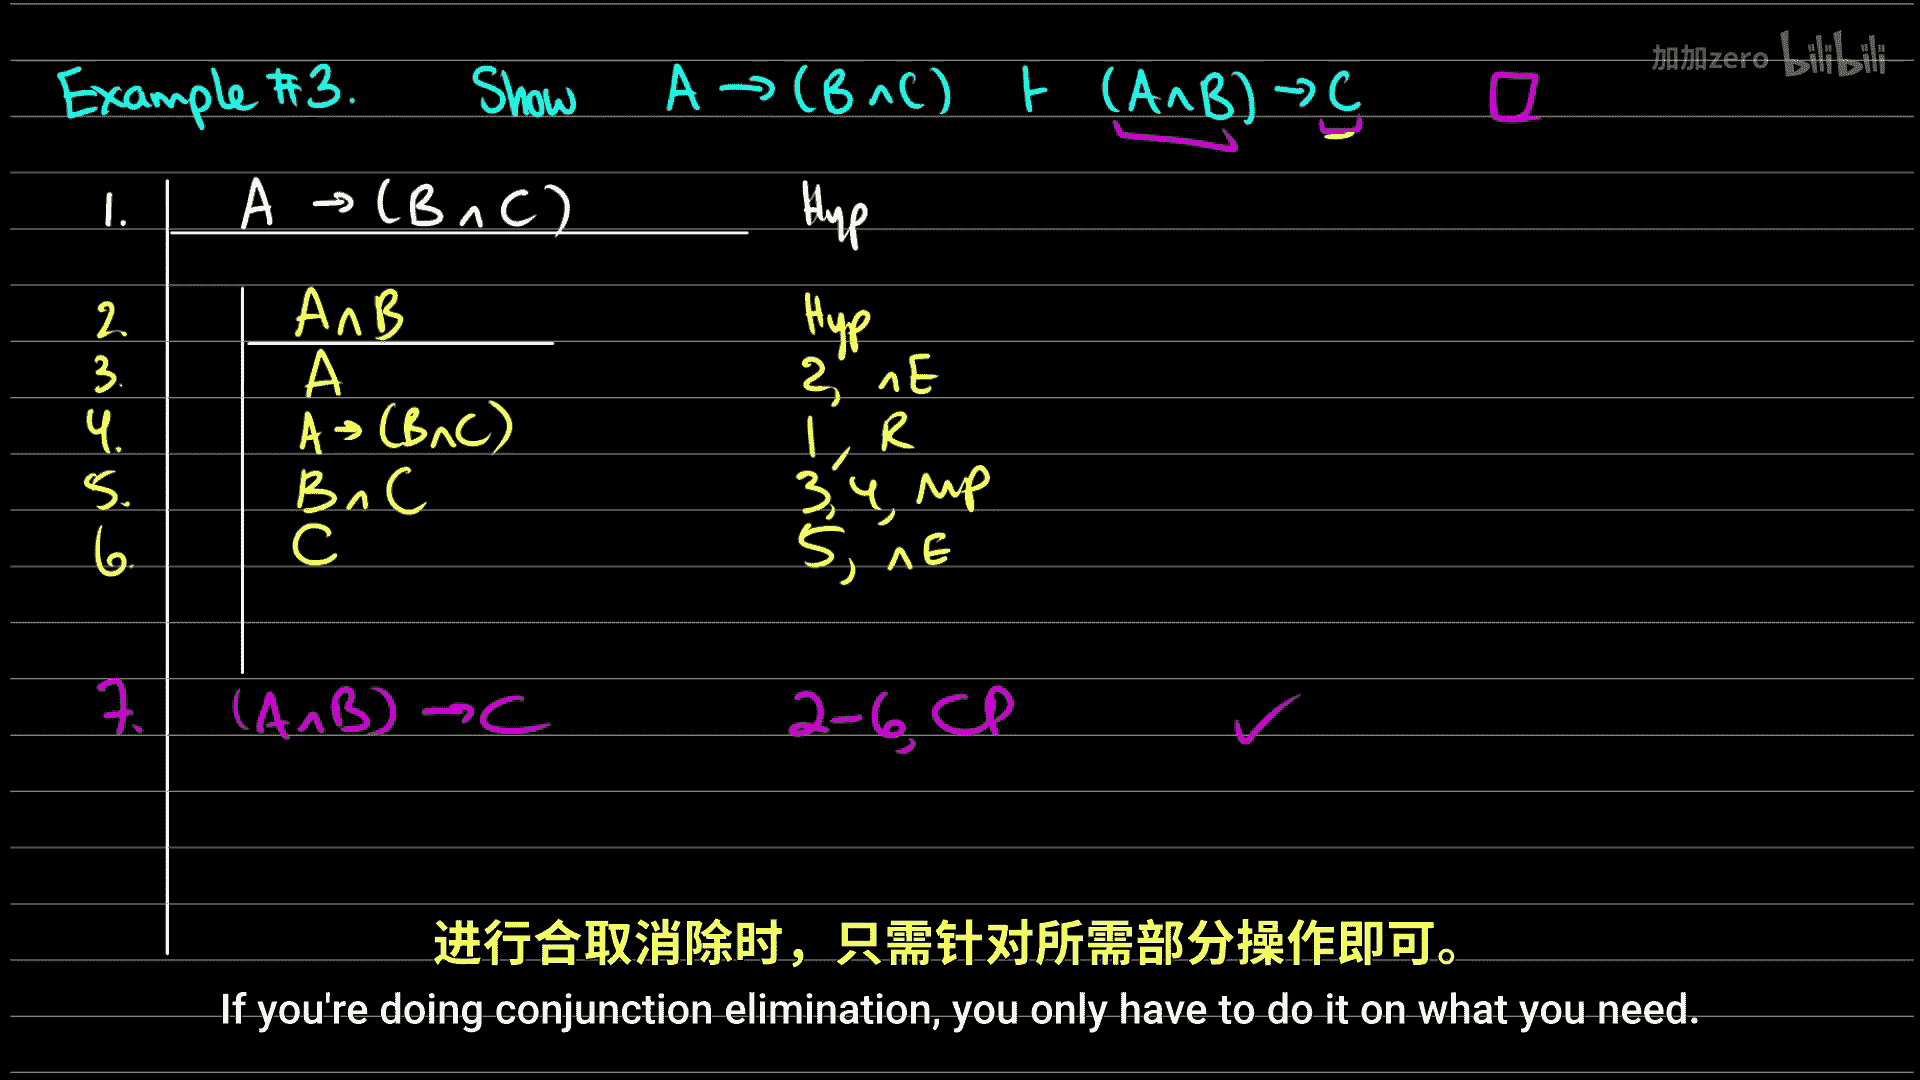 加加zero bilibili
Example #3. Show A → (B ∧ C) ⊢ (A ∧ B) → C
1. A → (B ∧ C) Hyp
2. A ∧ B Hyp
3. A 2, ∧E
4. A → (B ∧ C) 1, R
5. B ∧ C 3, 4, MP
6. C 5, ∧E
7. (A ∧ B) → C 2-6, CP ✓
进行合取消除时，只需针对所需部分操作即可。
If you're doing conjunction elimination, you only have to do it on what you need.